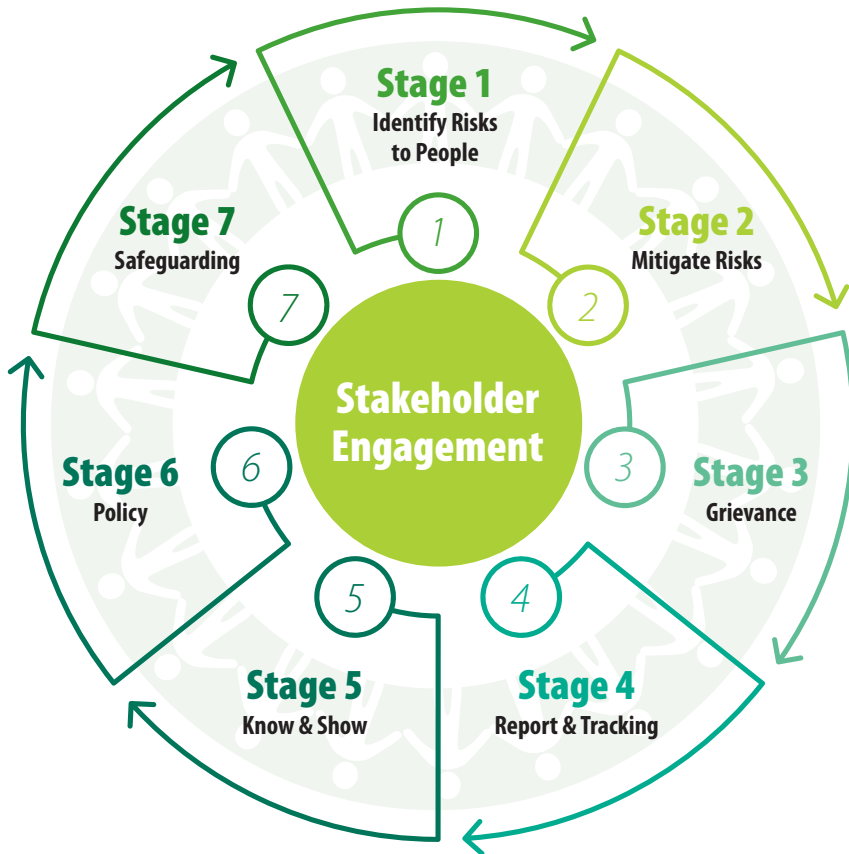 Stage 1
Identify Risks
to People
1
Stage 2
Mitigate Risks
2
Stage 3
Grievance
3
Stage 4
Report & Tracking
4
Stage 5
Know & Show
5
Stage 6
Policy
6
Stage 7
Safeguarding
7
Stakeholder
Engagement